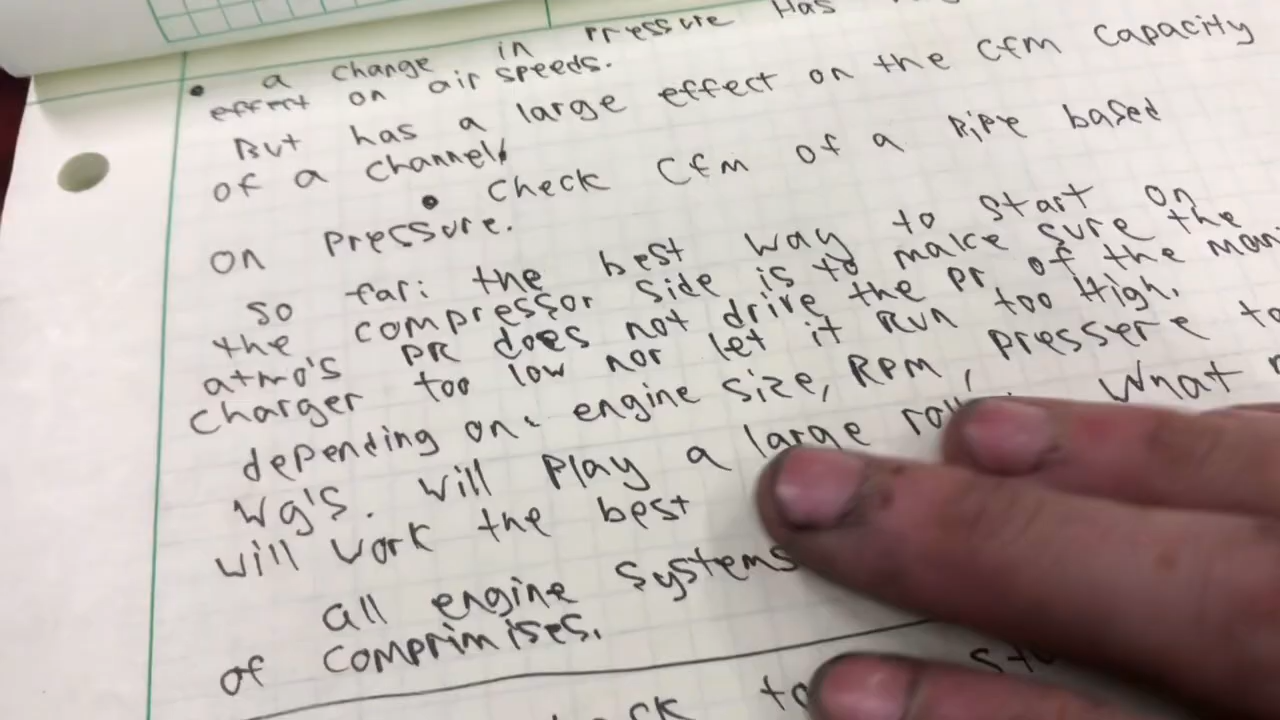 • a change in pressure Has
effect on air speeds.
But has a large effect on the cfm capacity
of a channel.
• check cfm of a pipe based
on pressure.
so far: the best way to start on
the compressor side is to make sure the
atmo's PR does not drive the PR of the
charger too low nor let it run too High.
depending on: engine size, RPM, pressere to
Wg's. will play a large What
will work the best
all engine systems
of comprimises.
to